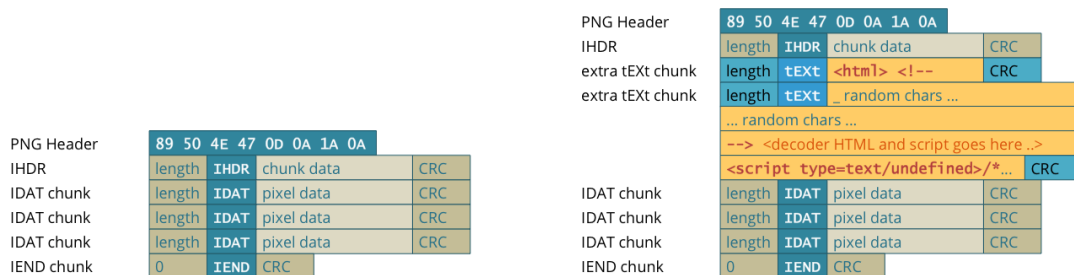 PNG Header 89 50 4E 47 0D 0A 1A 0A
IHDR length IHDR chunk data CRC
IDAT chunk length IDAT pixel data CRC
IDAT chunk length IDAT pixel data CRC
IDAT chunk length IDAT pixel data CRC
IEND chunk 0 IEND CRC
PNG Header 89 50 4E 47 0D 0A 1A 0A
IHDR length IHDR chunk data CRC
extra tEXt chunk length tEXt <html> <!-- CRC
extra tEXt chunk length tEXt _ random chars ...
... random chars ...
--> <decoder HTML and script goes here ..>
<script type=text/undefined>/*... CRC
IDAT chunk length IDAT pixel data CRC
IDAT chunk length IDAT pixel data CRC
IDAT chunk length IDAT pixel data CRC
IEND chunk 0 IEND CRC